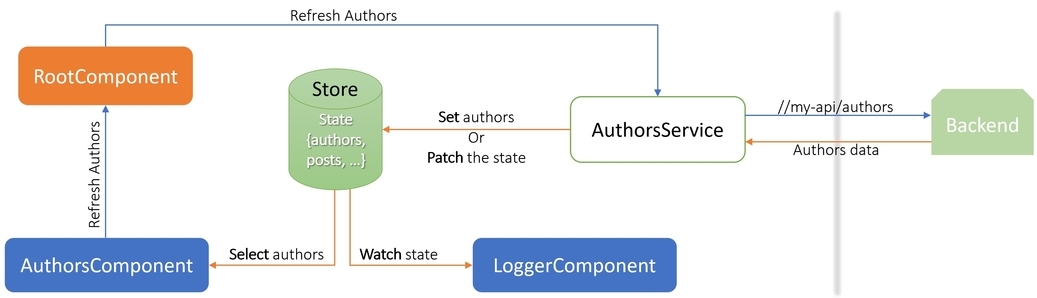 Refresh Authors
RootComponent
Store
State
{authors,
posts, ...}
Set authors
Or
Patch the state
AuthorsService
//my-api/authors
Authors data
Backend
Refresh Authors
AuthorsComponent
Select authors
Watch state
LoggerComponent